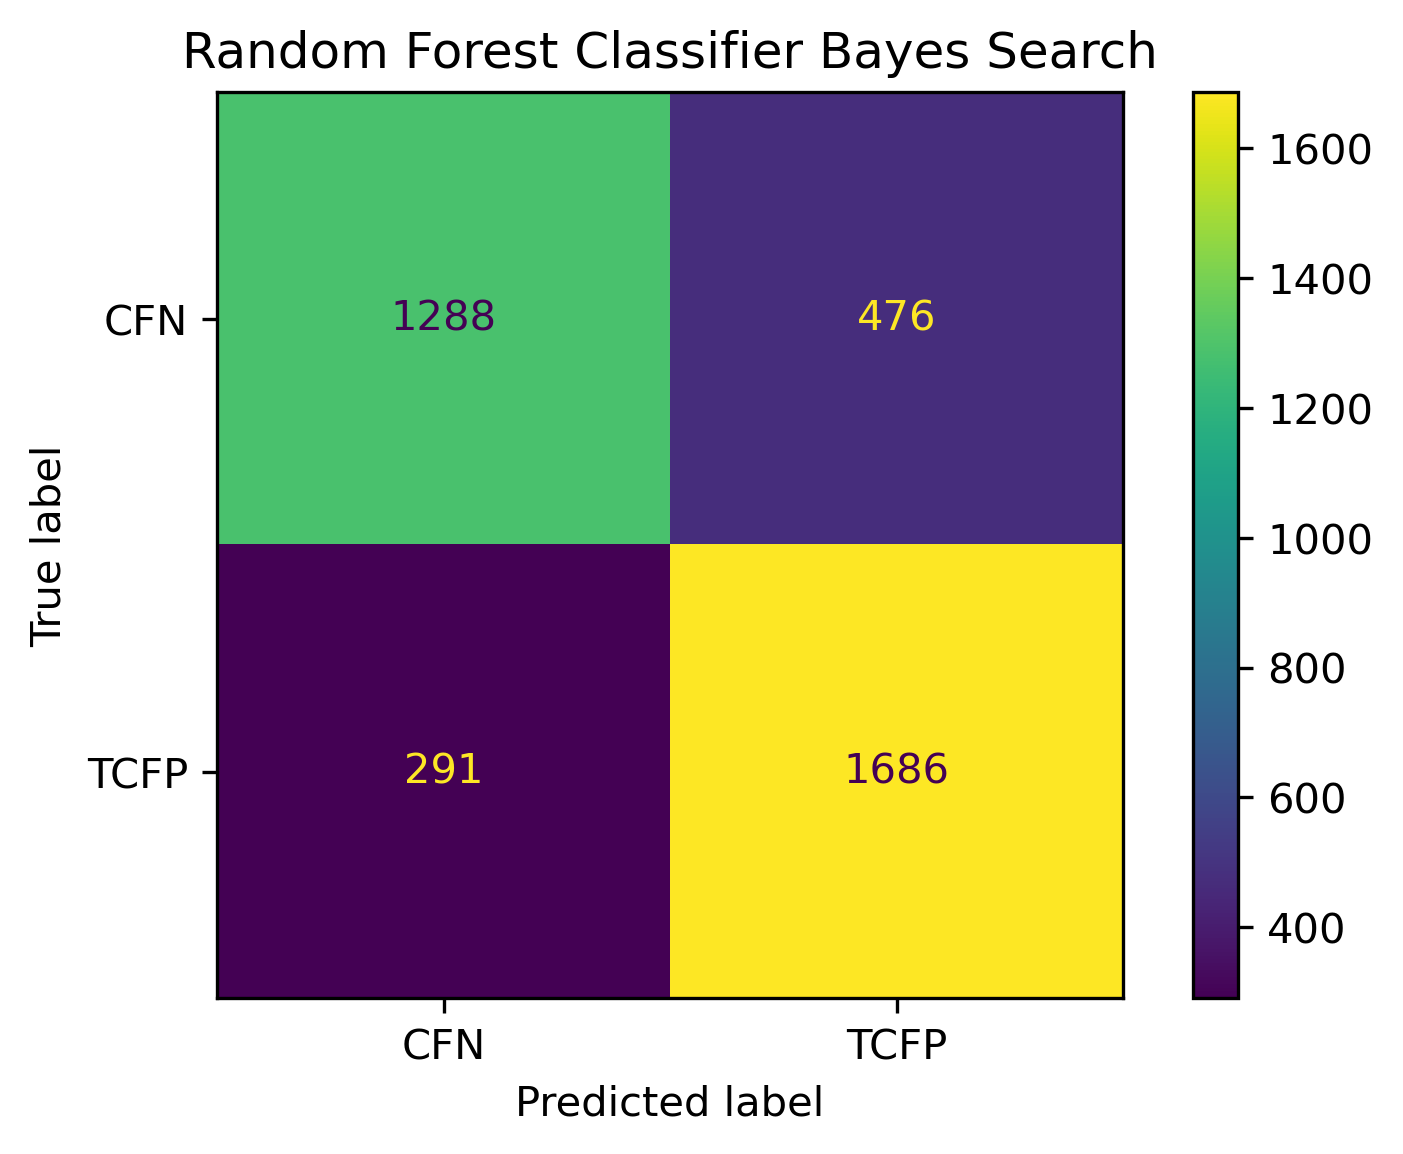 Random Forest Classifier Bayes Search
True label
CFN
1288
476
TCFP
291
1686
CFN
TCFP
Predicted label
1600
1400
1200
1000
800
600
400